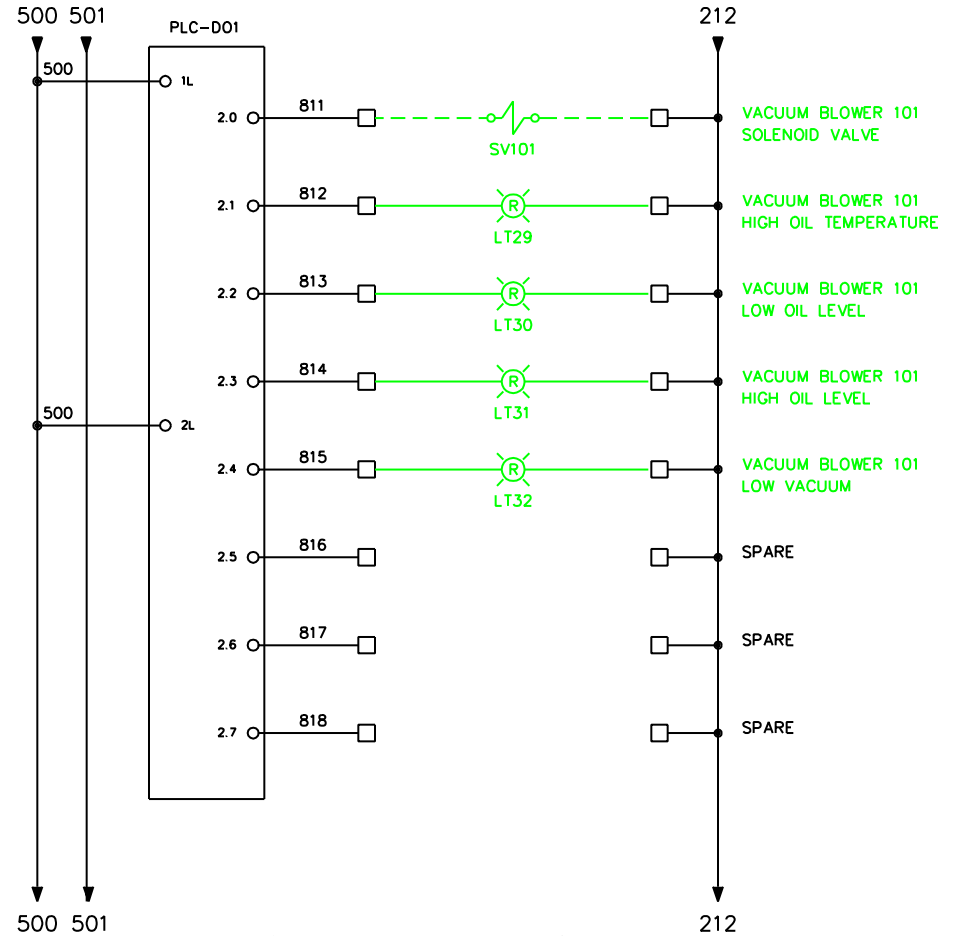 500 501
212
PLC-DO1
500
1L
2.0
811
SV101
VACUUM BLOWER 101
SOLENOID VALVE
2.1
812
R
LT29
VACUUM BLOWER 101
HIGH OIL TEMPERATURE
2.2
813
R
LT30
VACUUM BLOWER 101
LOW OIL LEVEL
2.3
814
R
LT31
VACUUM BLOWER 101
HIGH OIL LEVEL
500
2L
2.4
815
R
LT32
VACUUM BLOWER 101
LOW VACUUM
2.5
816
SPARE
2.6
817
SPARE
2.7
818
SPARE
500 501
212